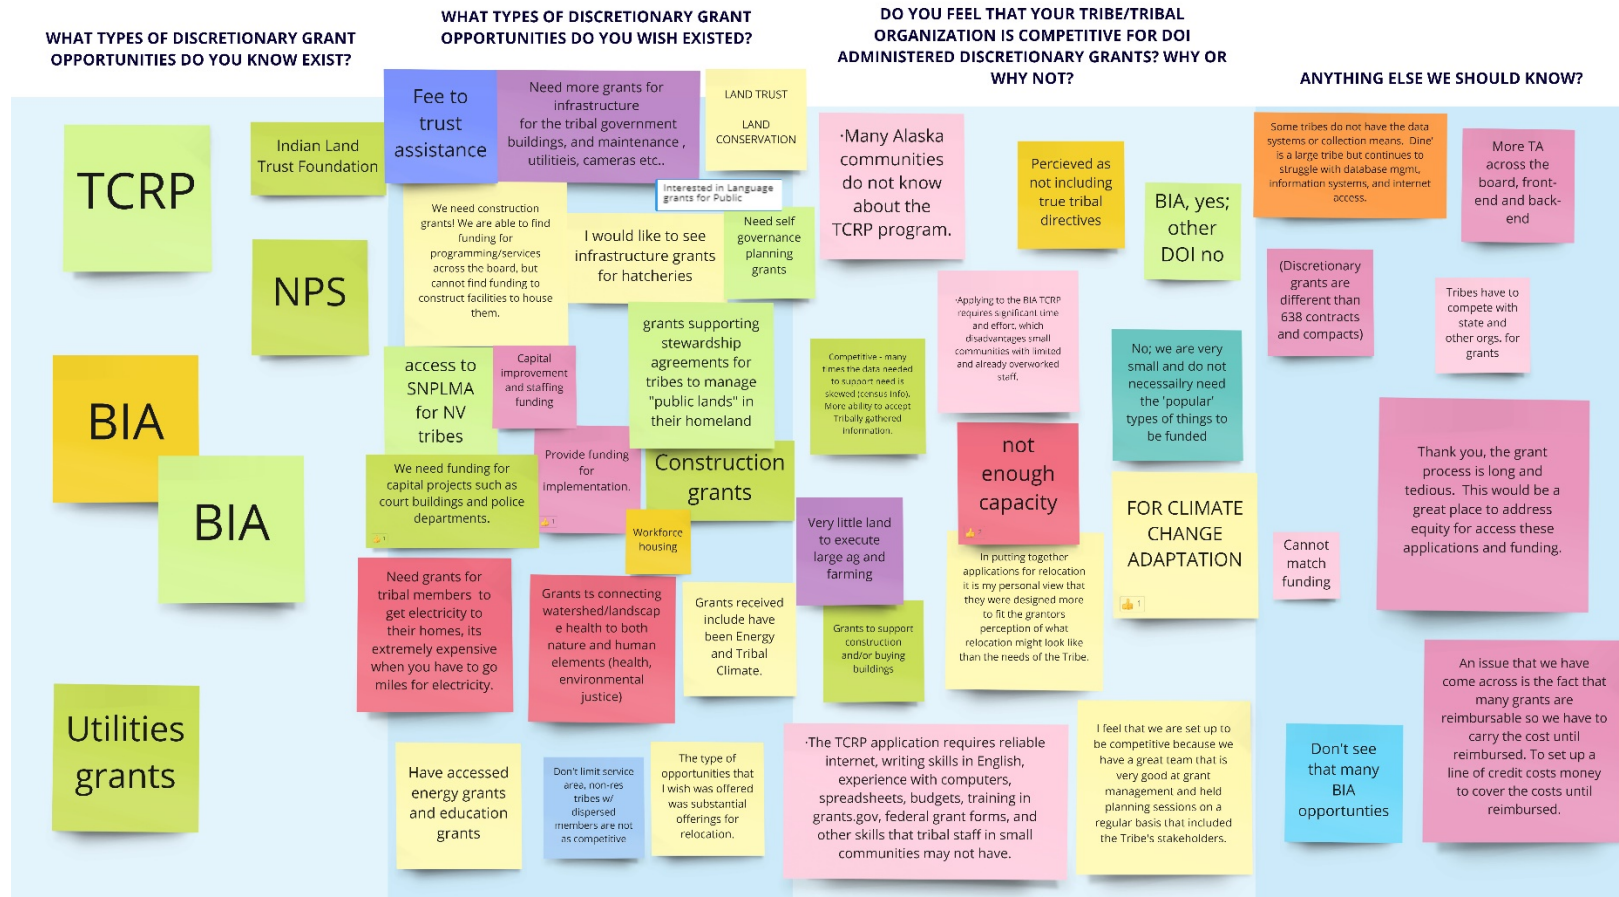 WHAT TYPES OF DISCRETIONARY GRANT
OPPORTUNITIES DO YOU KNOW EXIST?
TCRP
Indian Land
Trust Foundation
NPS
BIA
BIA
Utilities
grants
WHAT TYPES OF DISCRETIONARY GRANT
OPPORTUNITIES DO YOU WISH EXISTED?
Fee to
trust
assistance
Need more grants for
infrastructure
for the tribal government
buildings, and maintenance ,
utilitieis, cameras etc..
LAND TRUST
LAND
CONSERVATION
Interested in Language
grants for Public
We need construction
grants! We are able to find
funding for
programming/services
across the board, but
cannot find funding to
construct facilities to house
them.
I would like to see
infrastructure grants
for hatcheries
Need self
governance
planning
grants
access to
SNPLMA
for NV
tribes
Capital
improvement
and staffing
funding
grants supporting
stewardship
agreements for
tribes to manage
"public lands" in
their homeland
We need funding for
capital projects such as
court buildings and police
departments.
1
Provide funding
for
implementation.
1
Construction
grants
Workforce
housing
Need grants for
tribal members to
get electricity to
their homes, its
extremely expensive
when you have to go
miles for electricity.
Grants ts connecting
watershed/landscap
e health to both
nature and human
elements (health,
environmental
justice)
Grants received
include have
been Energy
and Tribal
Climate.
Have accessed
energy grants
and education
grants
Don't limit service
area, non-res
tribes w/
dispersed
members are not
as competitive
The type of
opportunities that
I wish was offered
was substantial
offerings for
relocation.
DO YOU FEEL THAT YOUR TRIBE/TRIBAL
ORGANIZATION IS COMPETITIVE FOR DOI
ADMINISTERED DISCRETIONARY GRANTS? WHY OR
WHY NOT?
·Many Alaska
communities
do not know
about the
TCRP program.
Percieved as
not including
true tribal
directives
BIA, yes;
other
DOI no
·Applying to the BIA TCRP
requires significant time
and effort, which
disadvantages small
communities with limited
and already overworked
staff.
Competitive - many
times the data needed
to support need is
skewed (census info).
More ability to accept
Tribally gathered
information.
No; we are very
small and do not
necessailry need
the 'popular'
types of things to
be funded
not
enough
capacity
1
FOR CLIMATE
CHANGE
ADAPTATION
1
Very little land
to execute
large ag and
farming
In putting together
applications for relocation
it is my personal view that
they were designed more
to fit the grantors
perception of what
relocation might look like
than the needs of the Tribe.
Grants to support
construction
and/or buying
buildings
·The TCRP application requires reliable
internet, writing skills in English,
experience with computers,
spreadsheets, budgets, training in
grants.gov, federal grant forms, and
other skills that tribal staff in small
communities may not have.
I feel that we are set up to
be competitive because we
have a great team that is
very good at grant
management and held
planning sessions on a
regular basis that included
the Tribe's stakeholders.
ANYTHING ELSE WE SHOULD KNOW?
Some tribes do not have the data
systems or collection means. Dine'
is a large tribe but continues to
struggle with database mgmt,
information systems, and internet
access.
More TA
across the
board, front-
end and back-
end
(Discretionary
grants are
different than
638 contracts
and compacts)
Tribes have to
compete with
state and
other orgs. for
grants
Thank you, the grant
process is long and
tedious. This would be a
great place to address
equity for access these
applications and funding.
Cannot
match
funding
An issue that we have
come across is the fact that
many grants are
reimbursable so we have to
carry the cost until
reimbursed. To set up a
line of credit costs money
to cover the costs until
reimbursed.
Don't see
that many
BIA
opportunties